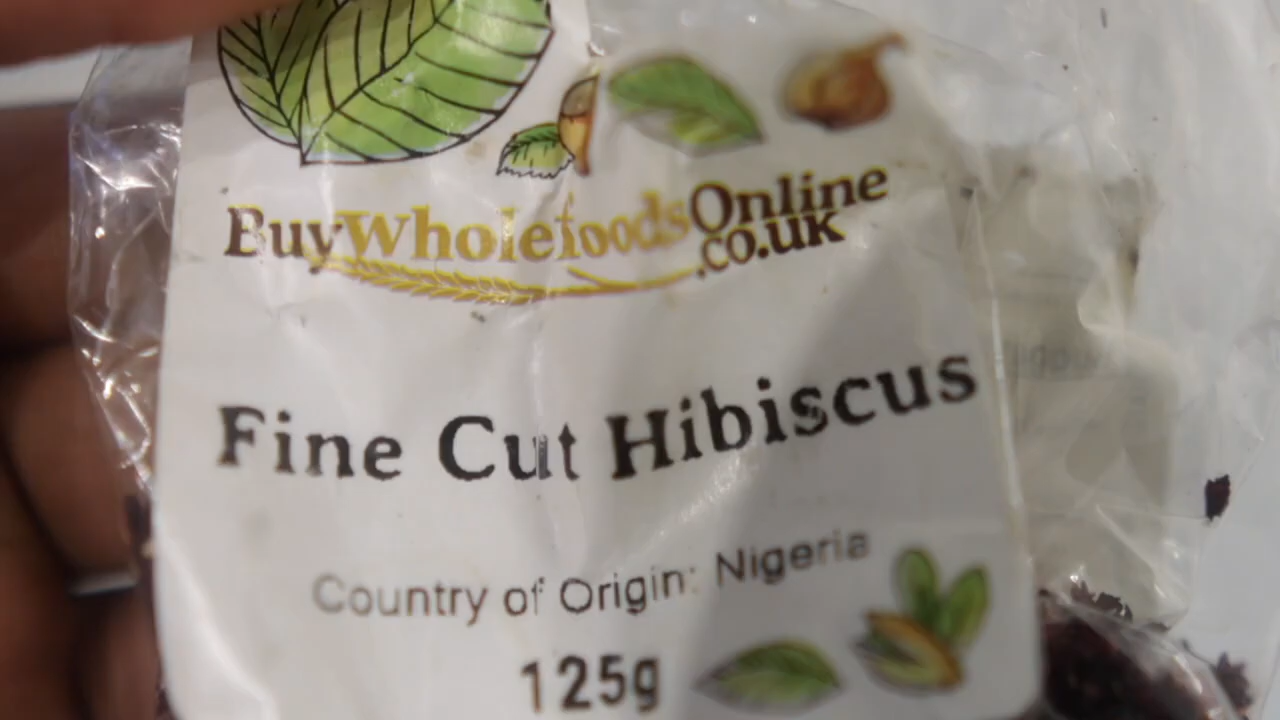 BuyWholefoodsOnline
.co.uk
Fine Cut Hibiscus
Country of Origin: Nigeria
125g